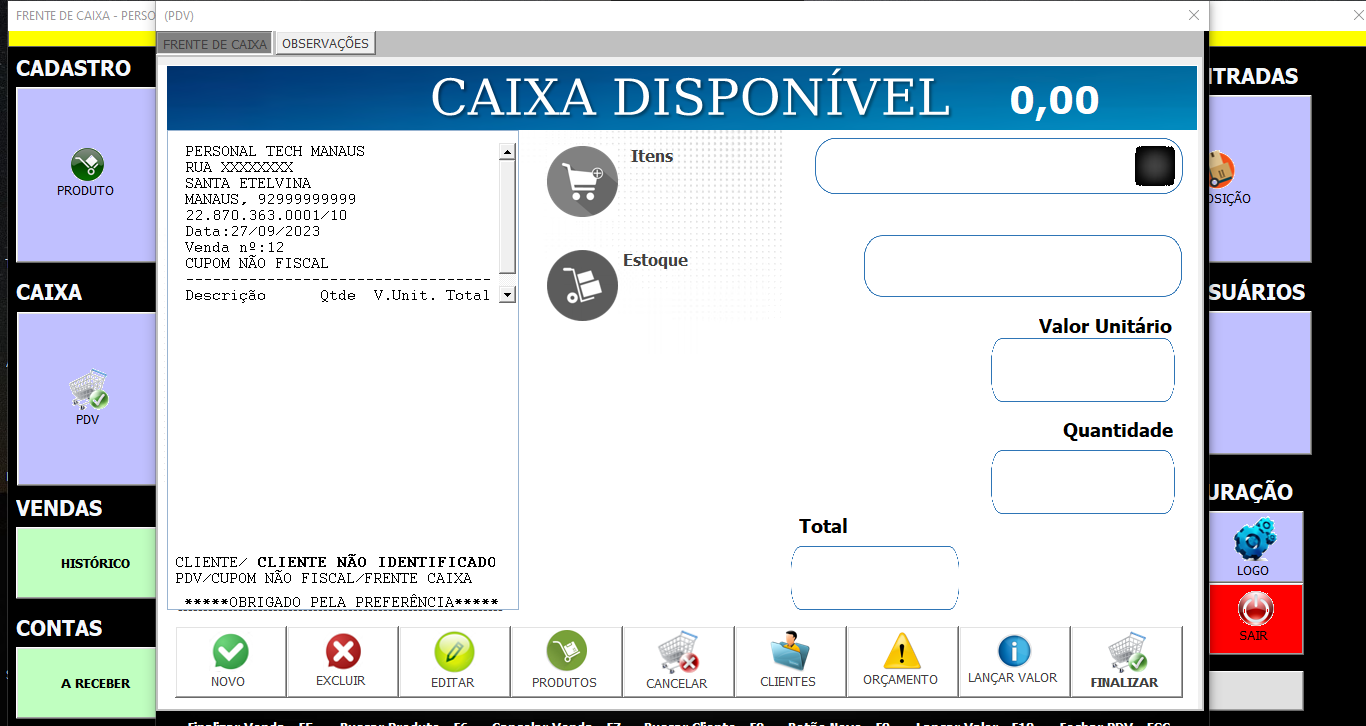 FRENTE DE CAIXA - PERSO
(PDV)
FRENTE DE CAIXA
OBSERVAÇÕES
CADASTRO
PRODUTO
CAIXA
PDV
VENDAS
HISTÓRICO
CONTAS
A RECEBER
CAIXA DISPONÍVEL 0,00
PERSONAL TECH MANAUS
RUA XXXXXXXX
SANTA ETELVINA
MANAUS, 92999999999
22.870.363.0001/10
Data:27/09/2023
Venda nº:12
CUPOM NÃO FISCAL
----------------------------------
Descrição Qtde V.Unit. Total
CLIENTE/ CLIENTE NÃO IDENTIFICADO
PDV/CUPOM NÃO FISCAL/FRENTE CAIXA
*****OBRIGADO PELA PREFERÊNCIA*****
Itens
Estoque
Valor Unitário
Quantidade
Total
NOVO
EXCLUIR
EDITAR
PRODUTOS
CANCELAR
CLIENTES
ORÇAMENTO
LANÇAR VALOR
FINALIZAR
NTRADAS
OSIÇÃO
SUÁRIOS
URAÇÃO
LOGO
SAIR